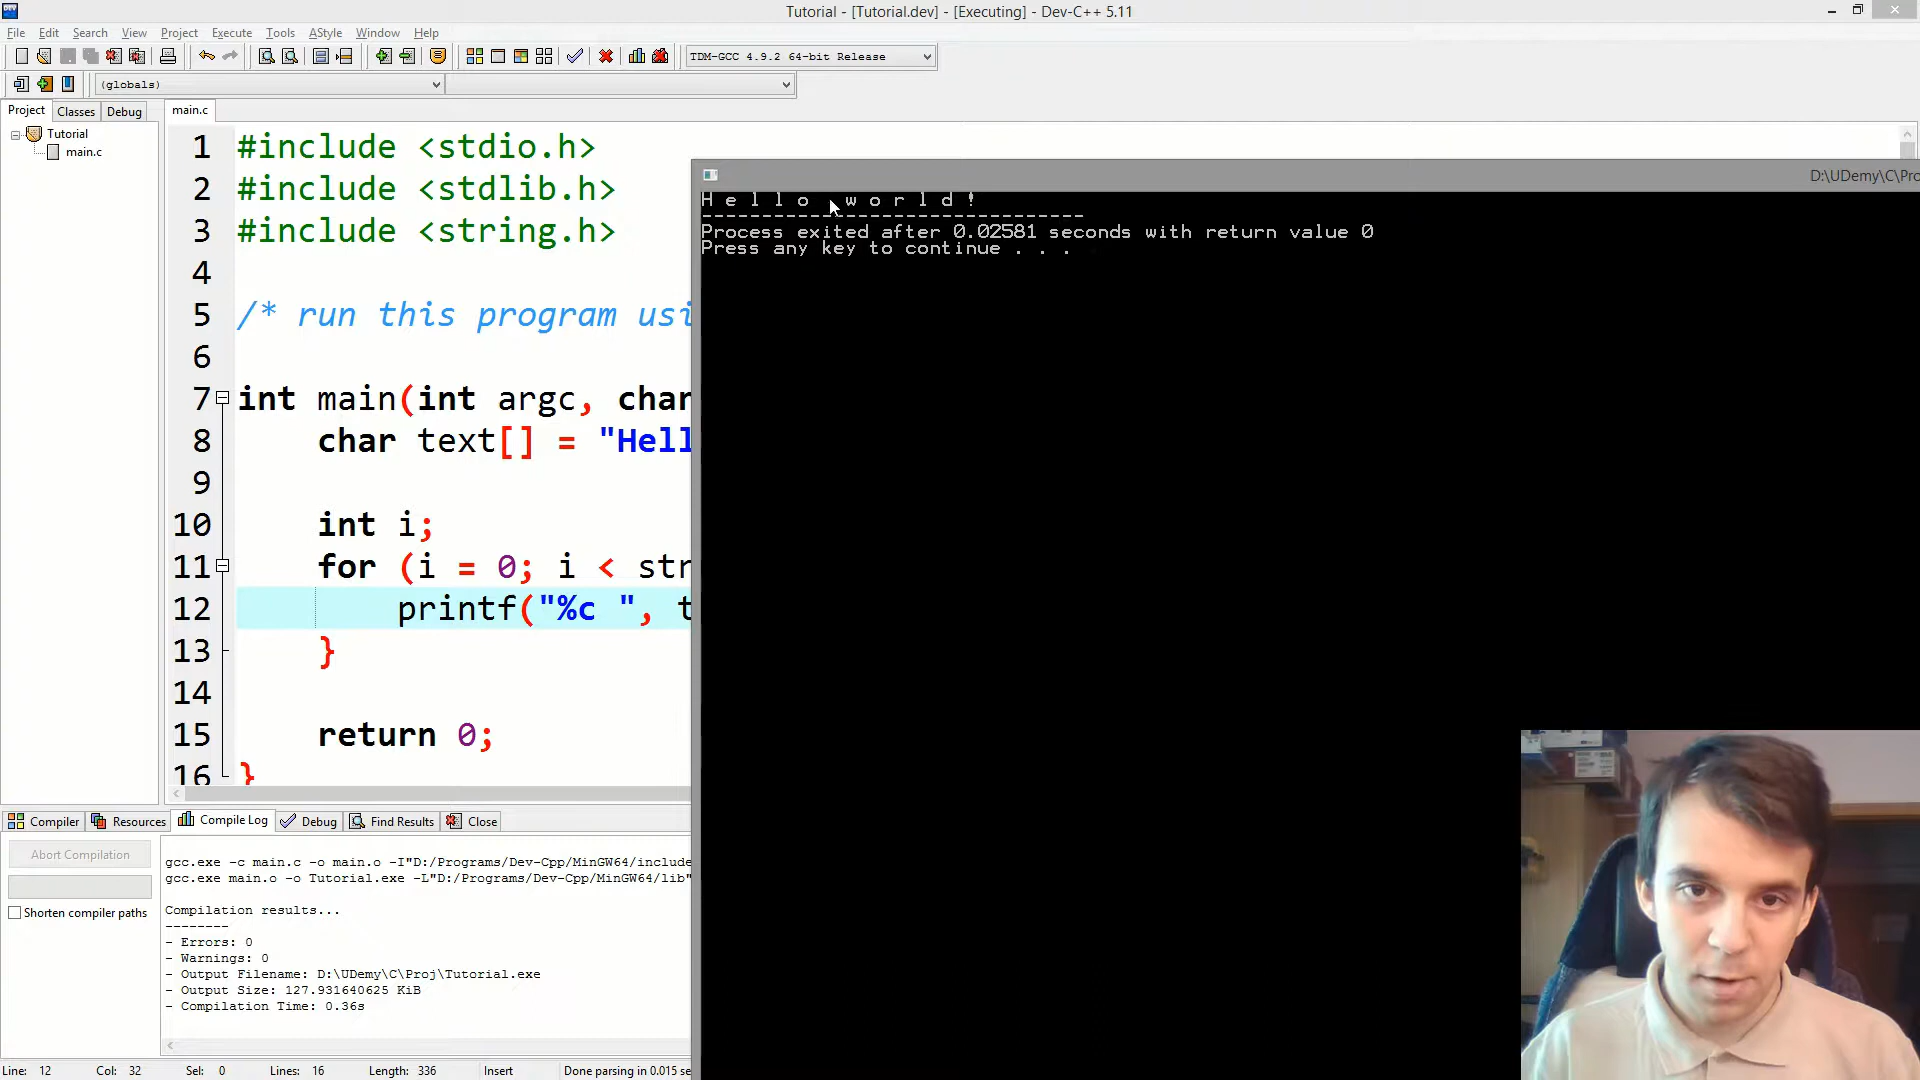 Tutorial - [Tutorial.dev] - [Executing] - Dev-C++ 5.11
File Edit Search View Project Execute Tools AStyle Window Help
TDM-GCC 4.9.2 64-bit Release
(globals)
Project Classes Debug
main.c
Tutorial
main.c
1 #include <stdio.h>
2 #include <stdlib.h>
3 #include <string.h>
4
5 /* run this program usi
6
7 int main(int argc, char
8 char text[] = "Hell
9
10 int i;
11 for (i = 0; i < str
12 printf("%c ", t
13 }
14
15 return 0;
16 }
D:\UDemy\C\Pro
H e l l o   w o r l d !
--------------------------------
Process exited after 0.02581 seconds with return value 0
Press any key to continue . . .
Compiler Resources Compile Log Debug Find Results Close
Abort Compilation
Shorten compiler paths
gcc.exe -c main.c -o main.o -I"D:/Programs/Dev-Cpp/MinGW64/include
gcc.exe main.o -o Tutorial.exe -L"D:/Programs/Dev-Cpp/MinGW64/lib"
Compilation results...
--------
- Errors: 0
- Warnings: 0
- Output Filename: D:\UDemy\C\Proj\Tutorial.exe
- Output Size: 127.931640625 KiB
- Compilation Time: 0.36s
Line: 12 Col: 32 Sel: 0 Lines: 16 Length: 336 Insert Done parsing in 0.015 se